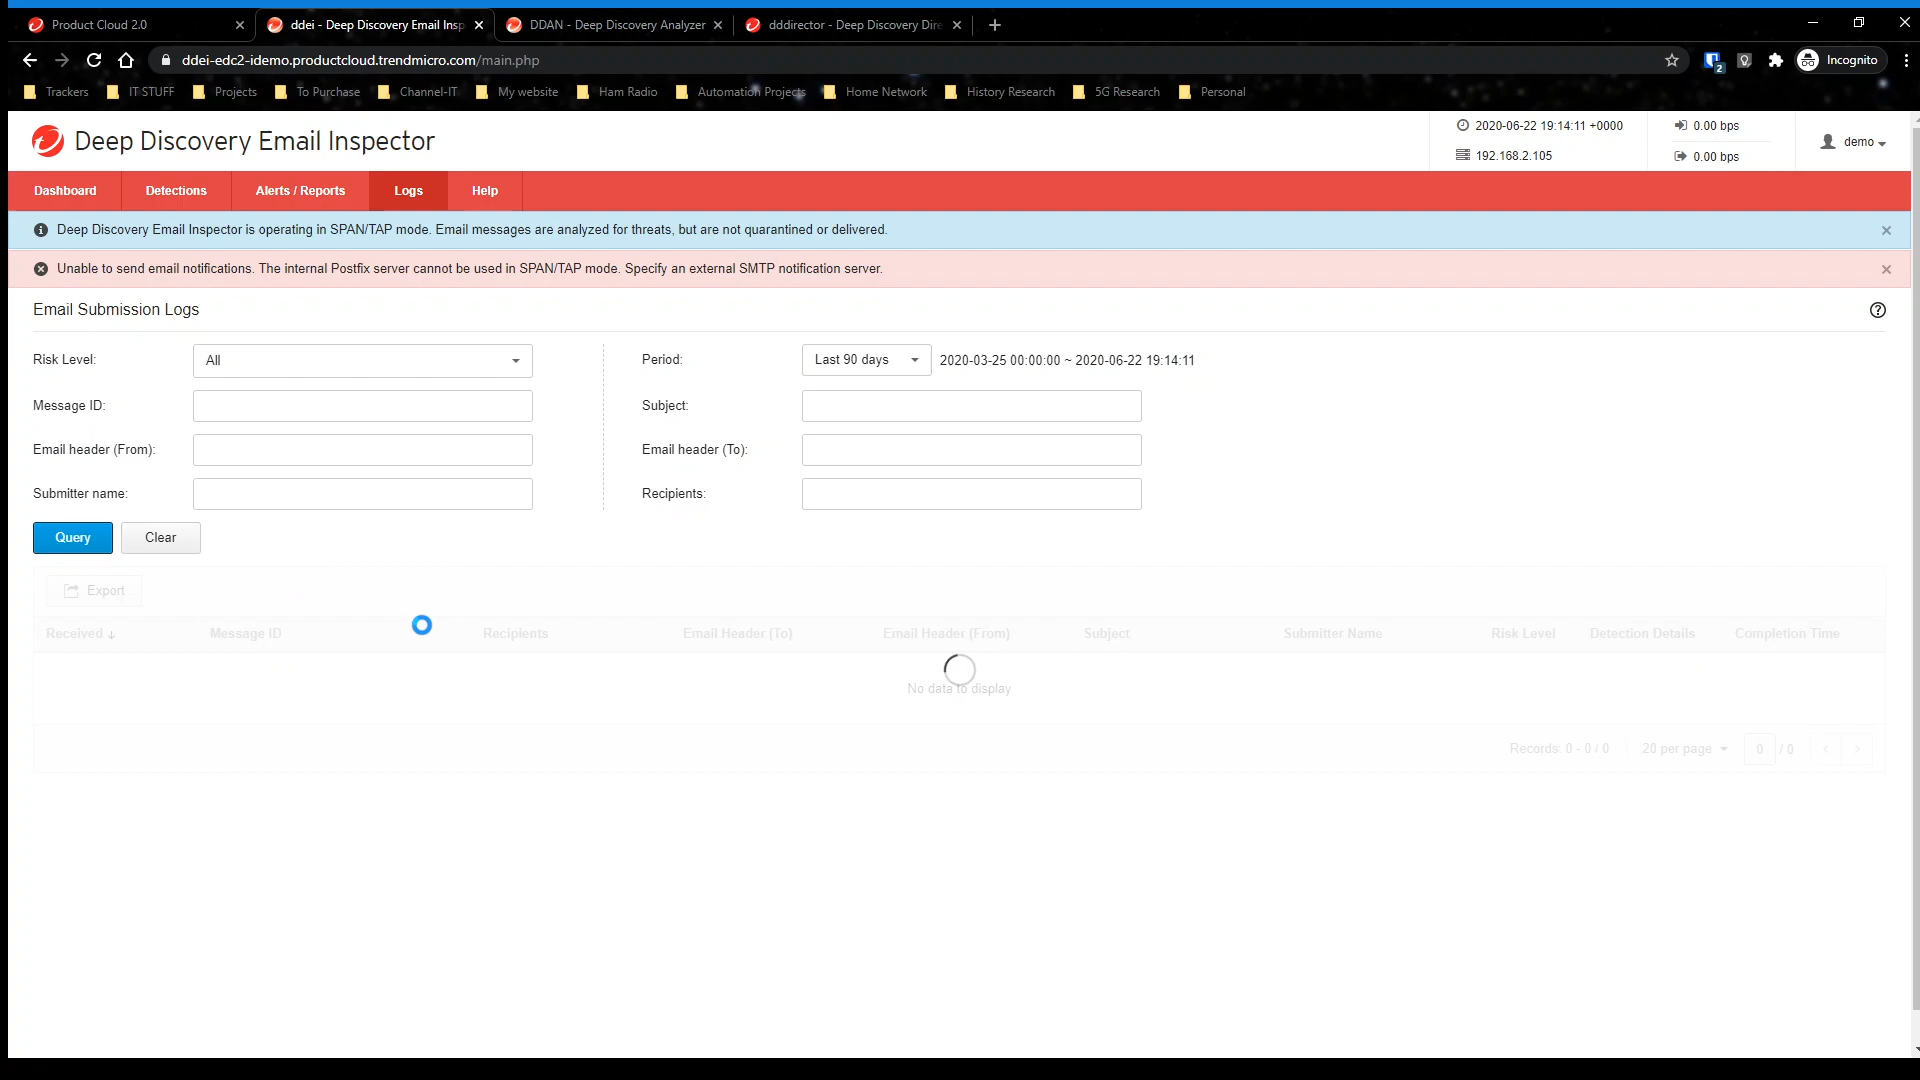 Product Cloud 2.0
ddei - Deep Discovery Email Insp
DDAN - Deep Discovery Analyzer
dddirector - Deep Discovery Dire
ddei-edc2-idemo.productcloud.trendmicro.com/main.php
2
Incognito
Trackers
IT STUFF
Projects
To Purchase
Channel-IT
My website
Ham Radio
Automation Projects
Home Network
History Research
5G Research
Personal
Deep Discovery Email Inspector
2020-06-22 19:14:11 +0000
192.168.2.105
0.00 bps
0.00 bps
demo
Dashboard
Detections
Alerts / Reports
Logs
Help
Deep Discovery Email Inspector is operating in SPAN/TAP mode. Email messages are analyzed for threats, but are not quarantined or delivered.
Unable to send email notifications. The internal Postfix server cannot be used in SPAN/TAP mode. Specify an external SMTP notification server.
Email Submission Logs
Risk Level:
All
Period:
Last 90 days
2020-03-25 00:00:00 ~ 2020-06-22 19:14:11
Message ID:
Subject:
Email header (From):
Email header (To):
Submitter name:
Recipients:
Query
Clear
Export
Received
Message ID
Recipients
Email Header (To)
Email Header (From)
Subject
Submitter Name
Risk Level
Detection Details
Completion Time
No data to display
Records: 0 - 0 / 0
20 per page
0
/ 0